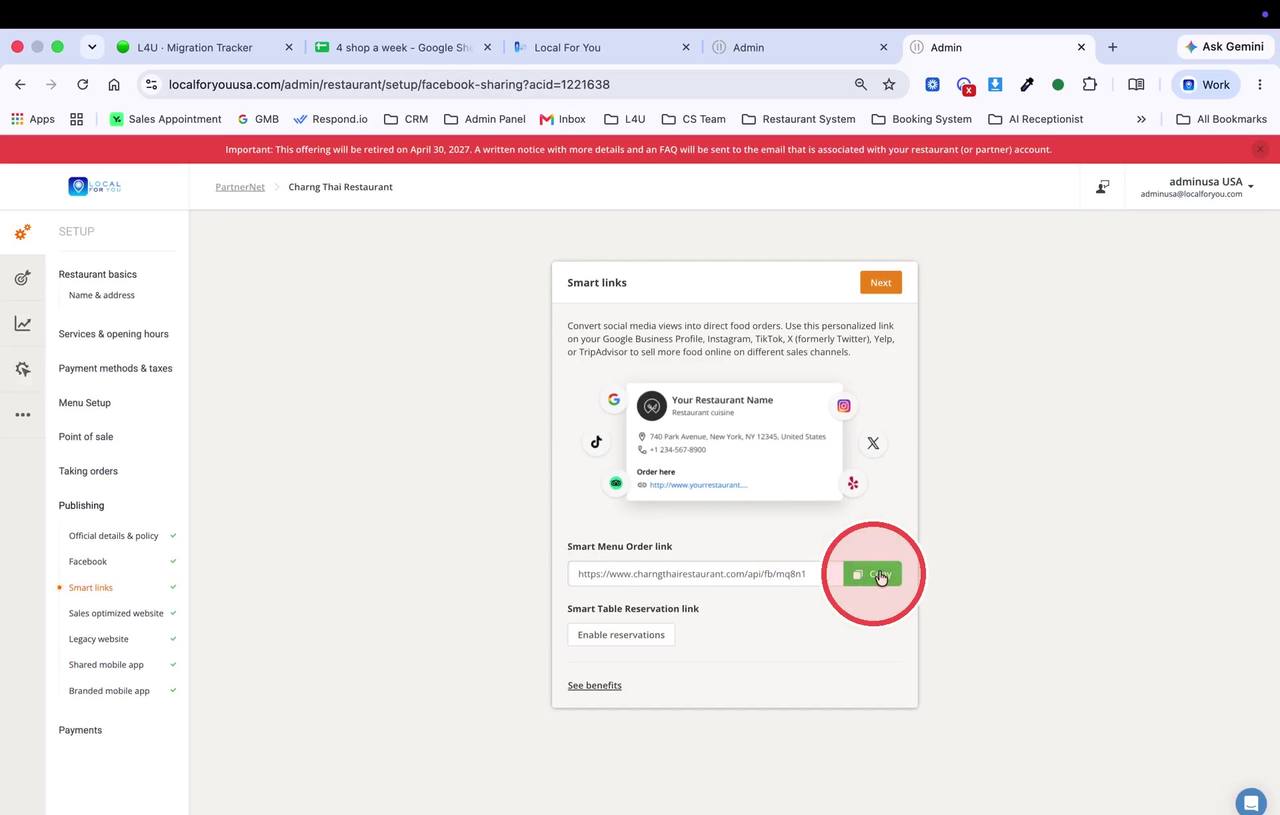 L4U · Migration Tracker
4 shop a week - Google She
Local For You
Admin
Admin
Ask Gemini
localforyouusa.com/admin/restaurant/setup/facebook-sharing?acid=1221638
Work
Apps
Sales Appointment
GMB
Respond.io
CRM
Admin Panel
Inbox
L4U
CS Team
Restaurant System
Booking System
AI Receptionist
All Bookmarks
Important: This offering will be retired on April 30, 2027. A written notice with more details and an FAQ will be sent to the email that is associated with your restaurant (or partner) account.
LOCAL
FOR YOU
PartnerNet
Charng Thai Restaurant
adminusa USA
adminusa@localforyou.com
SETUP
Restaurant basics
Name & address
Services & opening hours
Payment methods & taxes
Menu Setup
Point of sale
Taking orders
Publishing
Official details & policy
Facebook
Smart links
Sales optimized website
Legacy website
Shared mobile app
Branded mobile app
Payments
Smart links
Next
Convert social media views into direct food orders. Use this personalized link
on your Google Business Profile, Instagram, TikTok, X (formerly Twitter), Yelp,
or TripAdvisor to sell more food online on different sales channels.
Your Restaurant Name
Restaurant cuisine
740 Park Avenue, New York, NY 12345, United States
+1 234-567-8900
Order here
http://www.yourrestaurant....
Smart Menu Order link
https://www.charngthairestaurant.com/api/fb/mq8n1
Copy
Smart Table Reservation link
Enable reservations
See benefits